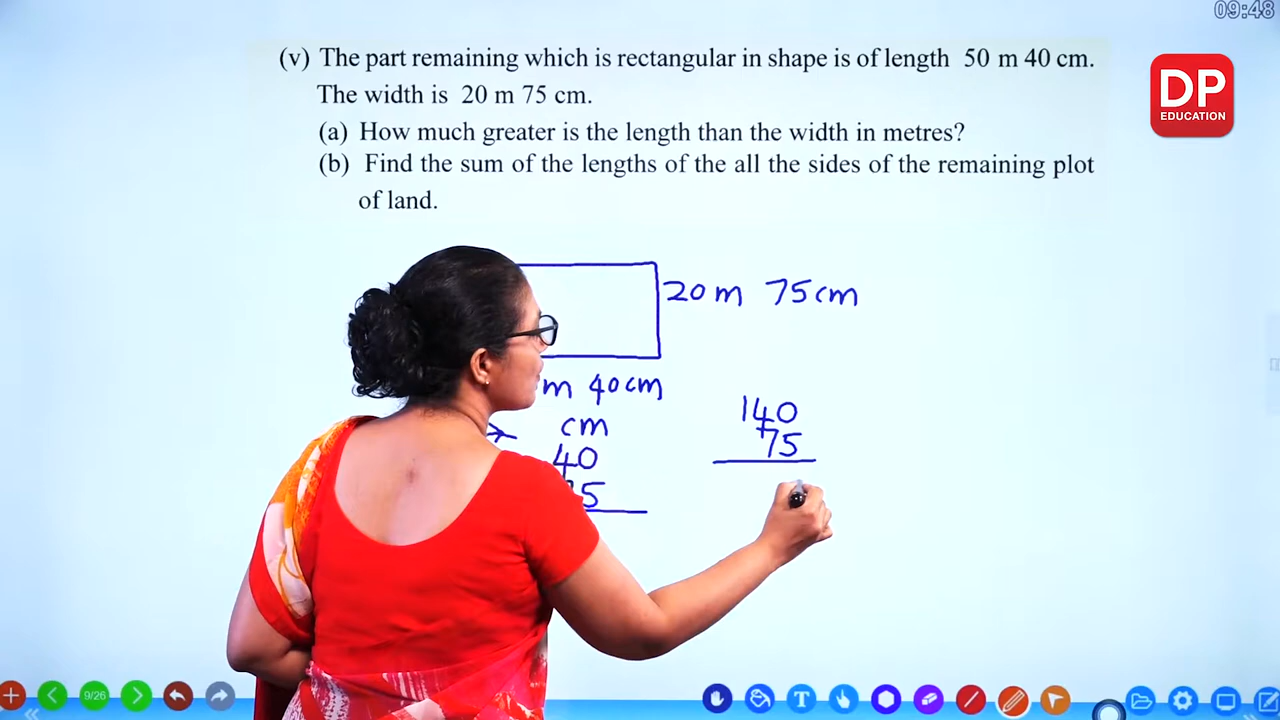 09:48
(v) The part remaining which is rectangular in shape is of length 50 m 40 cm.
The width is 20 m 75 cm.
(a) How much greater is the length than the width in metres?
(b) Find the sum of the lengths of the all the sides of the remaining plot
of land.
DP
EDUCATION
20 m 75 cm
m 40 cm
cm
40
5
140
75
9/26
T